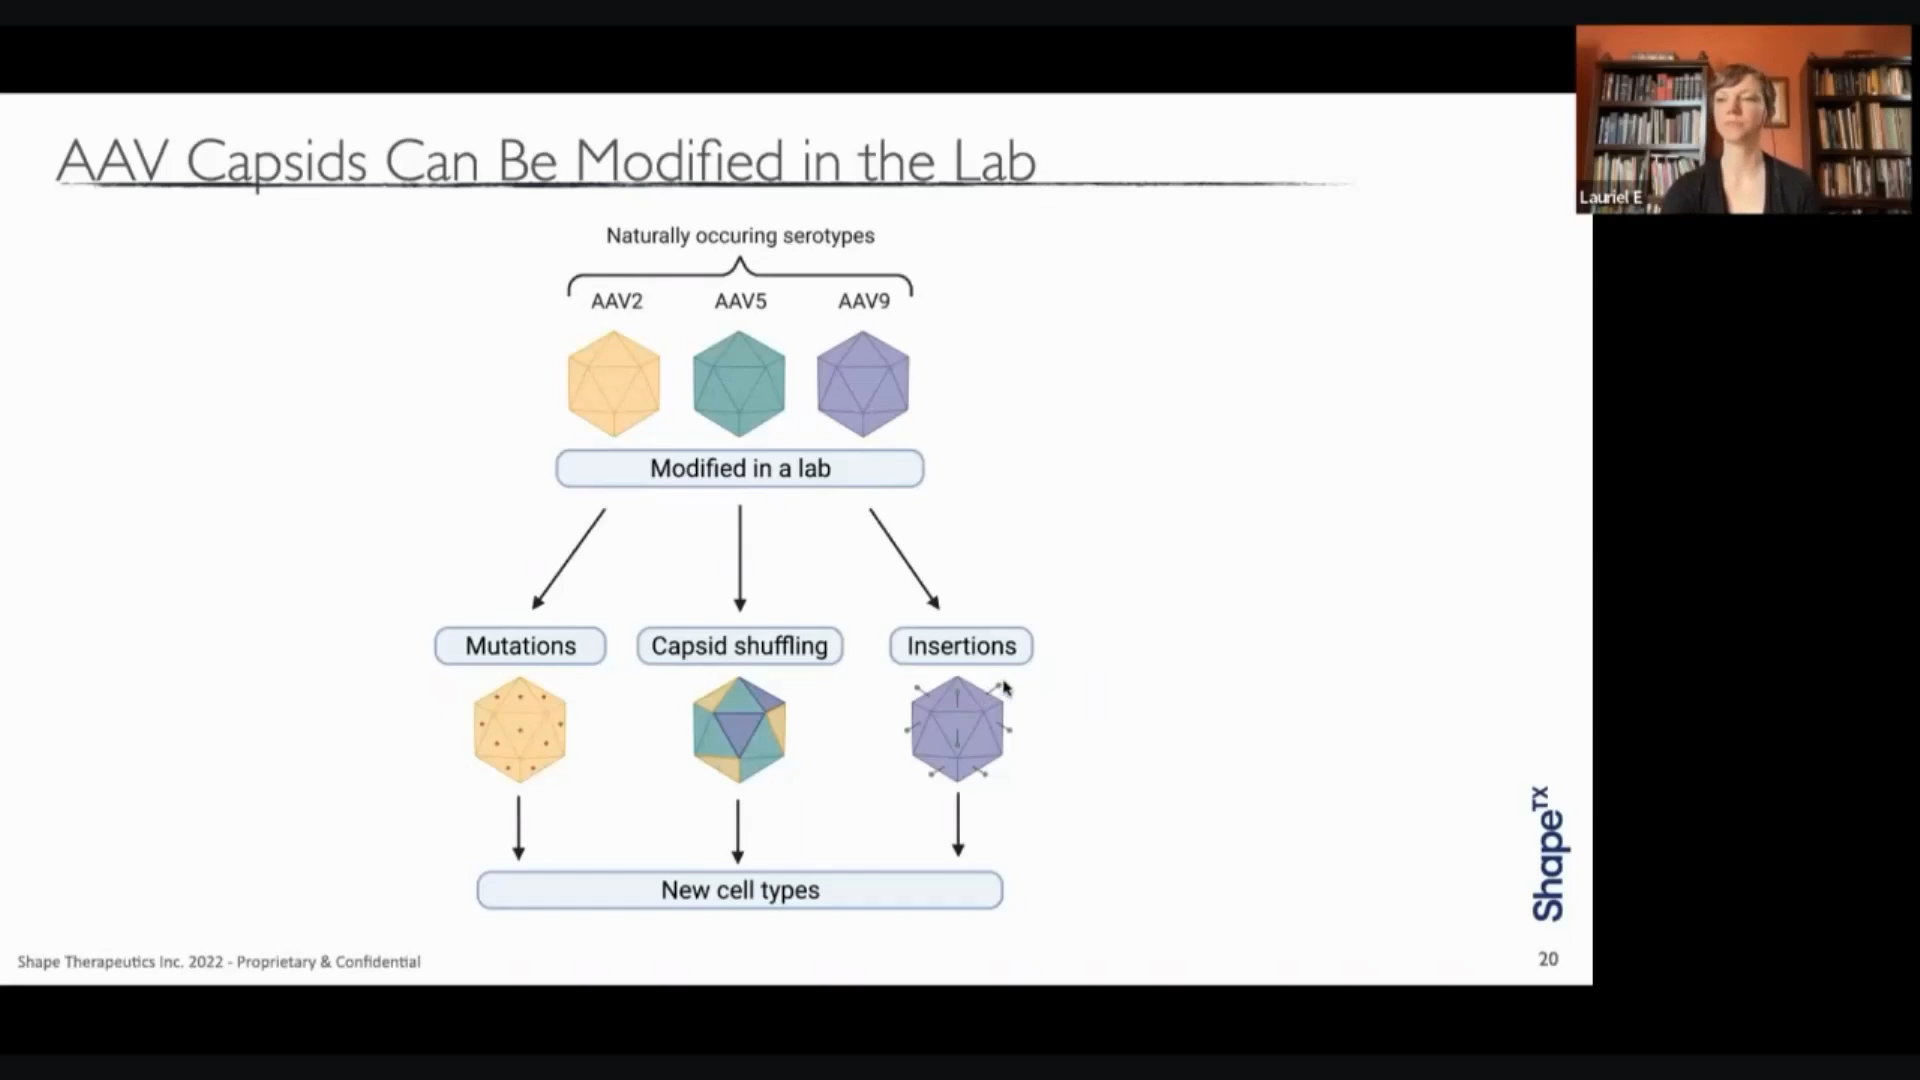 AAV Capsids Can Be Modified in the Lab
Naturally occuring serotypes
AAV2 AAV5 AAV9
Modified in a lab
Mutations Capsid shuffling Insertions
New cell types
Shape Therapeutics Inc. 2022 - Proprietary & Confidential
20
ShapeTX
Lauriel E